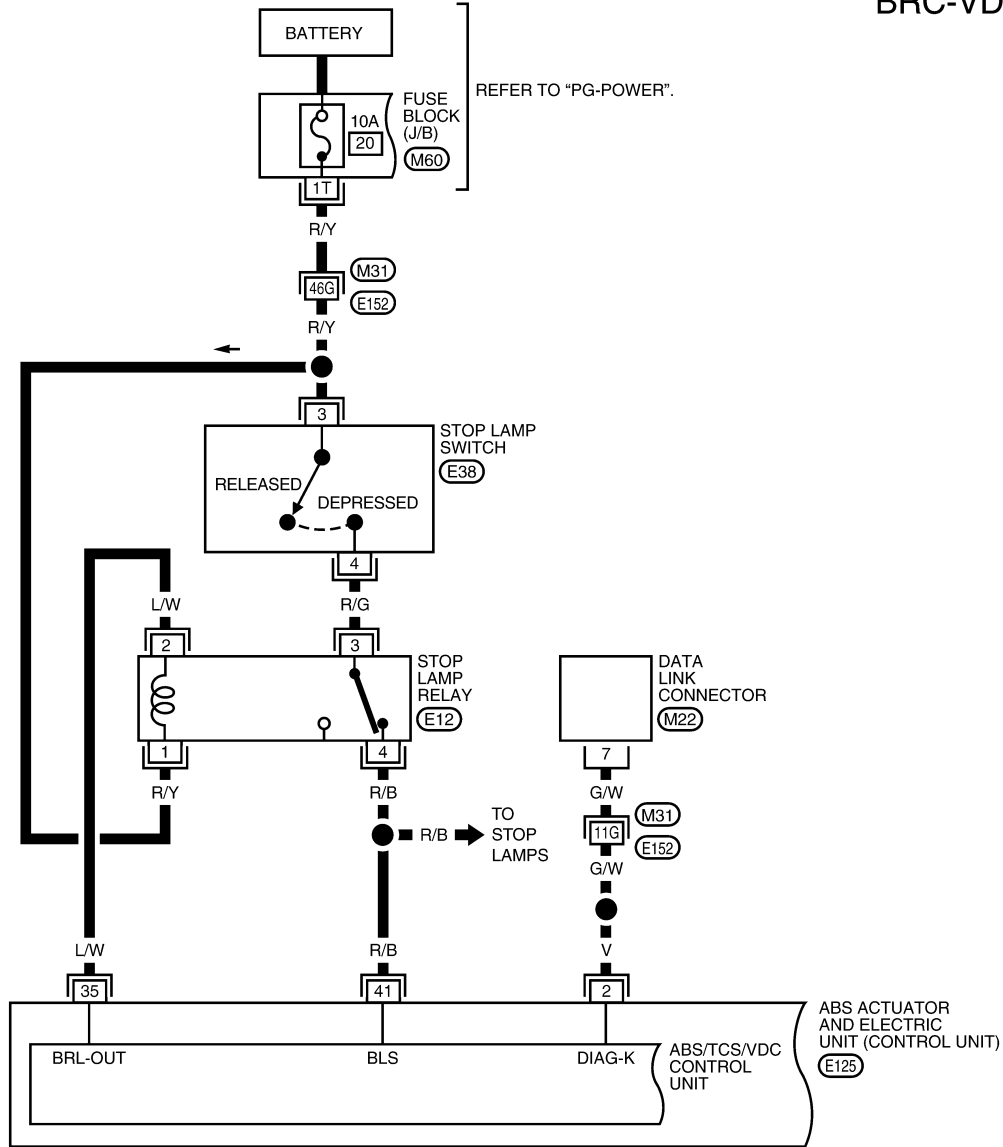 BRC-VD
BATTERY
REFER TO “PG-POWER”.
FUSE
BLOCK
(J/B)
M60
10A
20
1T
R/Y
46G
M31
E152
R/Y
3
STOP LAMP
SWITCH
E38
RELEASED
DEPRESSED
4
L/W
R/G
2
3
STOP
LAMP
RELAY
E12
DATA
LINK
CONNECTOR
M22
1
4
7
R/Y
R/B
G/W
R/B
TO
STOP
LAMPS
11G
M31
E152
G/W
L/W
R/B
V
35
41
2
ABS ACTUATOR
AND ELECTRIC
UNIT (CONTROL UNIT)
E125
BRL-OUT
BLS
DIAG-K
ABS/TCS/VDC
CONTROL
UNIT